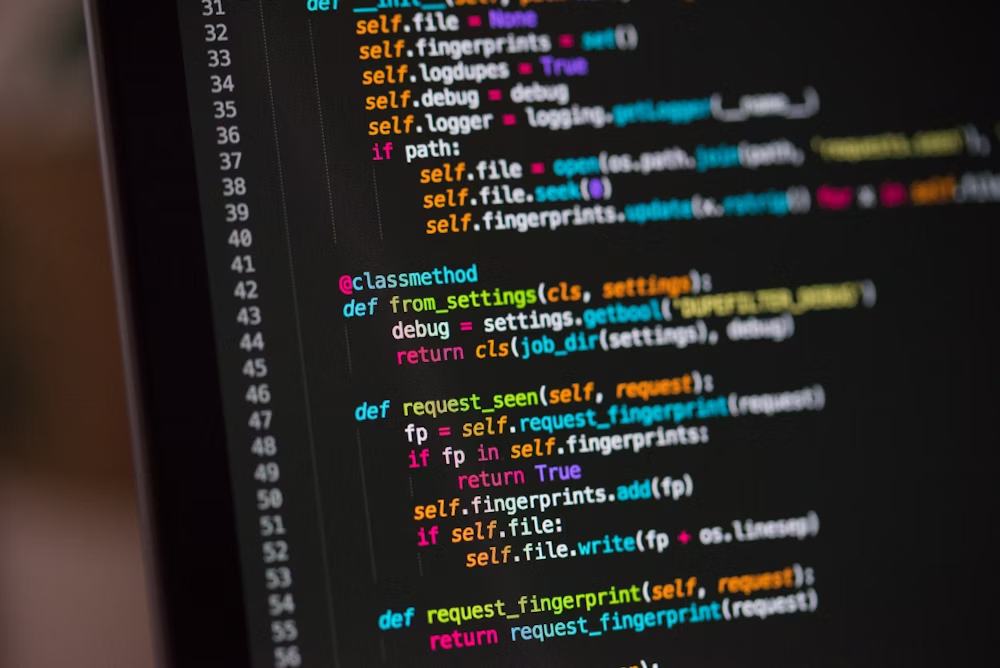 31 def __init__(self,
32 self.file = None
33 self.fingerprints = set()
34 self.logdupes = True
35 self.debug = debug
36 self.logger = logging.getLogger(__name__)
37 if path:
38 self.file = open(os.path.join(path, 'requests.seen'),
39 self.file.seek(0)
40 self.fingerprints.update(x.rstrip() for x in self.file
41
42 @classmethod
43 def from_settings(cls, settings):
44 debug = settings.getbool("DUPEFILTER_DEBUG")
45 return cls(job_dir(settings), debug)
46
47 def request_seen(self, request):
48 fp = self.request_fingerprint(request)
49 if fp in self.fingerprints:
50 return True
51 self.fingerprints.add(fp)
52 if self.file:
53 self.file.write(fp + os.linesep)
54
55 def request_fingerprint(self, request):
56 return request_fingerprint(request)